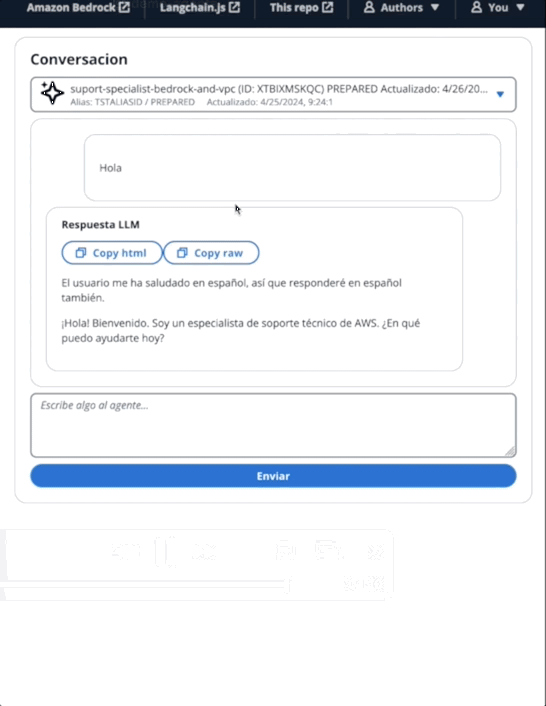 Amazon Bedrock
Langchain.js
This repo
Authors
You
Conversacion
suport-specialist-bedrock-and-vpc (ID: XTBIXMSKQC) PREPARED Actualizado: 4/26/20...
Alias: TSTALIASID / PREPARED Actualizado: 4/25/2024, 9:24:1
Hola
Respuesta LLM
Copy html
Copy raw
El usuario me ha saludado en español, así que responderé en español
también.
¡Hola! Bienvenido. Soy un especialista de soporte técnico de AWS. ¿En qué
puedo ayudarte hoy?
Escribe algo al agente...
Enviar